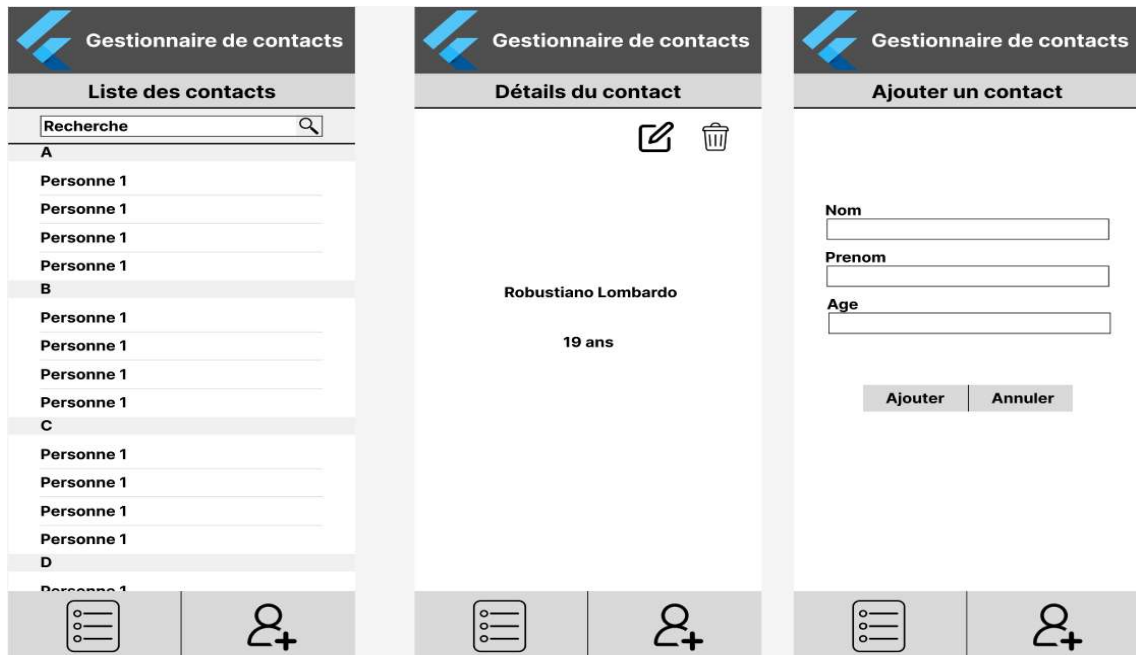 Gestionnaire de contacts
Liste des contacts
Recherche
A
Personne 1
Personne 1
Personne 1
Personne 1
B
Personne 1
Personne 1
Personne 1
Personne 1
C
Personne 1
Personne 1
Personne 1
Personne 1
D
Personne 1
Gestionnaire de contacts
Détails du contact
Robustiano Lombardo
19 ans
Gestionnaire de contacts
Ajouter un contact
Nom
Prenom
Age
Ajouter Annuler